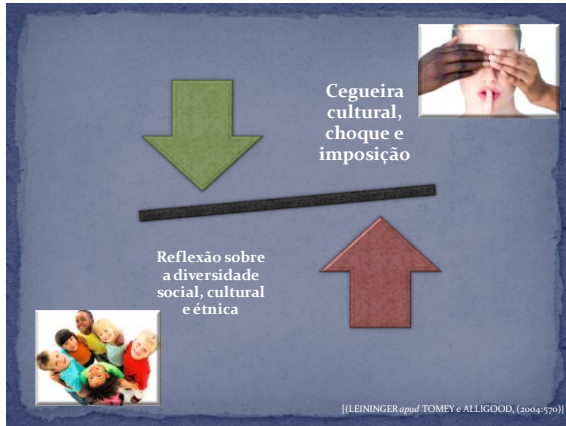 Cegueira
cultural,
choque e
imposição
Reflexão sobre
a diversidade
social, cultural
e étnica
[(LEININGER apud TOMEY e ALLIGOOD, (2004:570)]